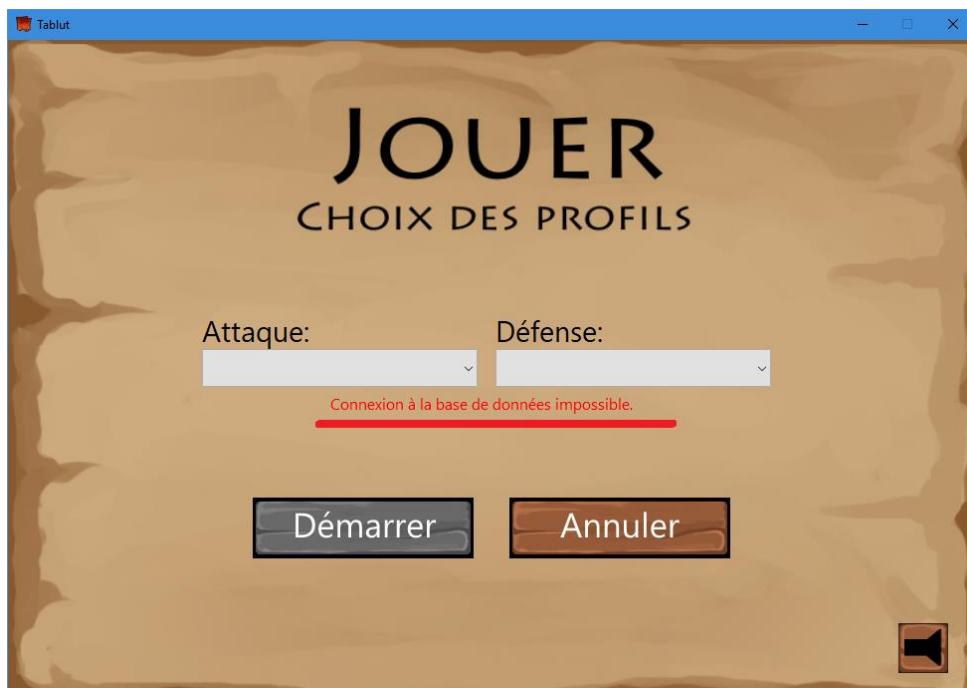 Tablut
JOUER
CHOIX DES PROFILS
Attaque: Défense:
Connexion à la base de données impossible.
Démarrer Annuler